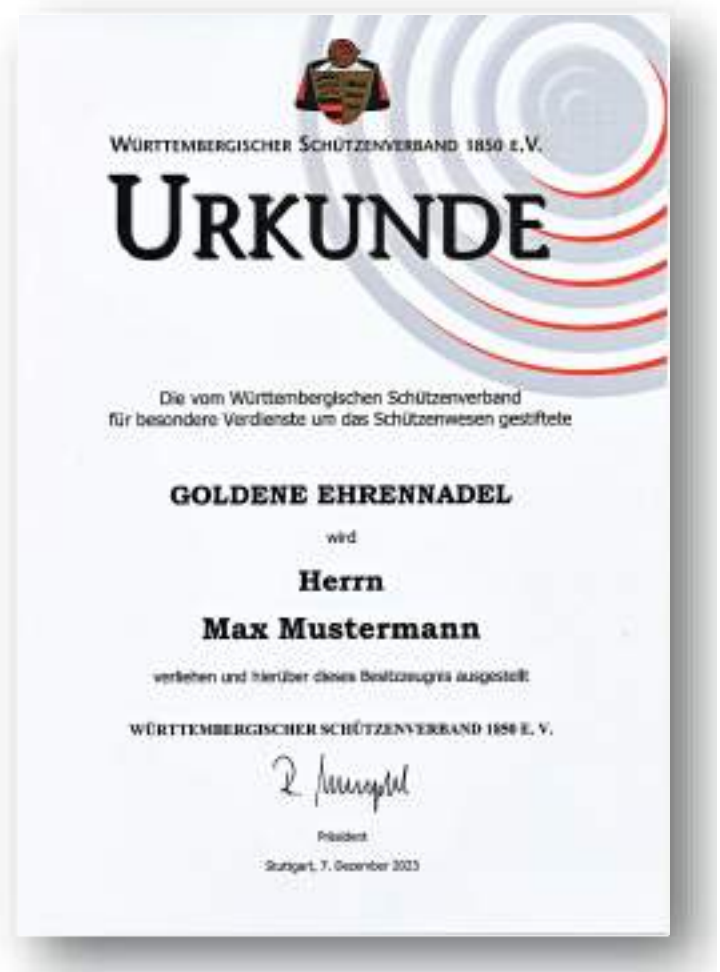 WÜRTTEMBERGISCHER SCHÜTZENVERBAND 1850 E.V.
URKUNDE
Die vom Württembergischen Schützenverband
für besondere Verdienste um das Schützenwesen gestiftete
GOLDENE EHRENNADEL
wird
Herrn
Max Mustermann
verliehen und hierüber dieses Besitzzeugnis ausgestellt
WÜRTTEMBERGISCHER SCHÜTZENVERBAND 1850 E. V.
Präsident
Stuttgart, 7. Dezember 2023